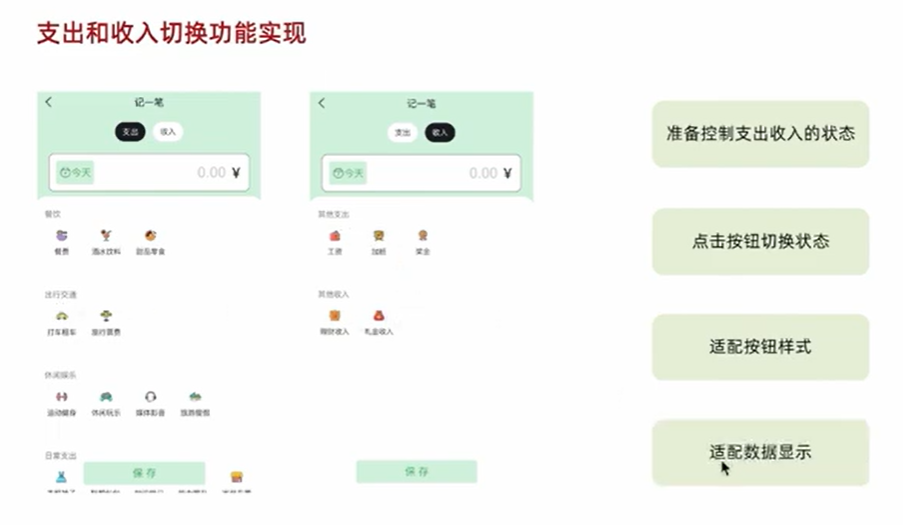 支出和收入切换功能实现
记一笔
支出 收入
今天 0.00 ¥
餐饮
餐费 酒水饮料 甜品零食
出行交通
打车租车 旅行票费
休闲娱乐
运动健身 休闲玩乐 媒体影音 旅游度假
日常支出
保 存
记一笔
支出 收入
今天 0.00 ¥
其他支出
工资 加班 奖金
其他收入
理财收入 礼金收入
保 存
准备控制支出收入的状态
点击按钮切换状态
适配按钮样式
适配数据显示